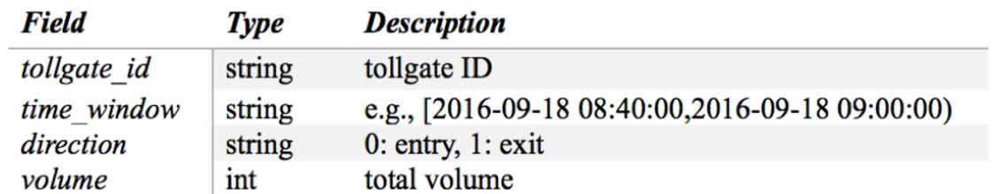 Field Type Description
tollgate_id string tollgate ID
time_window string e.g., [2016-09-18 08:40:00,2016-09-18 09:00:00)
direction string 0: entry, 1: exit
volume int total volume